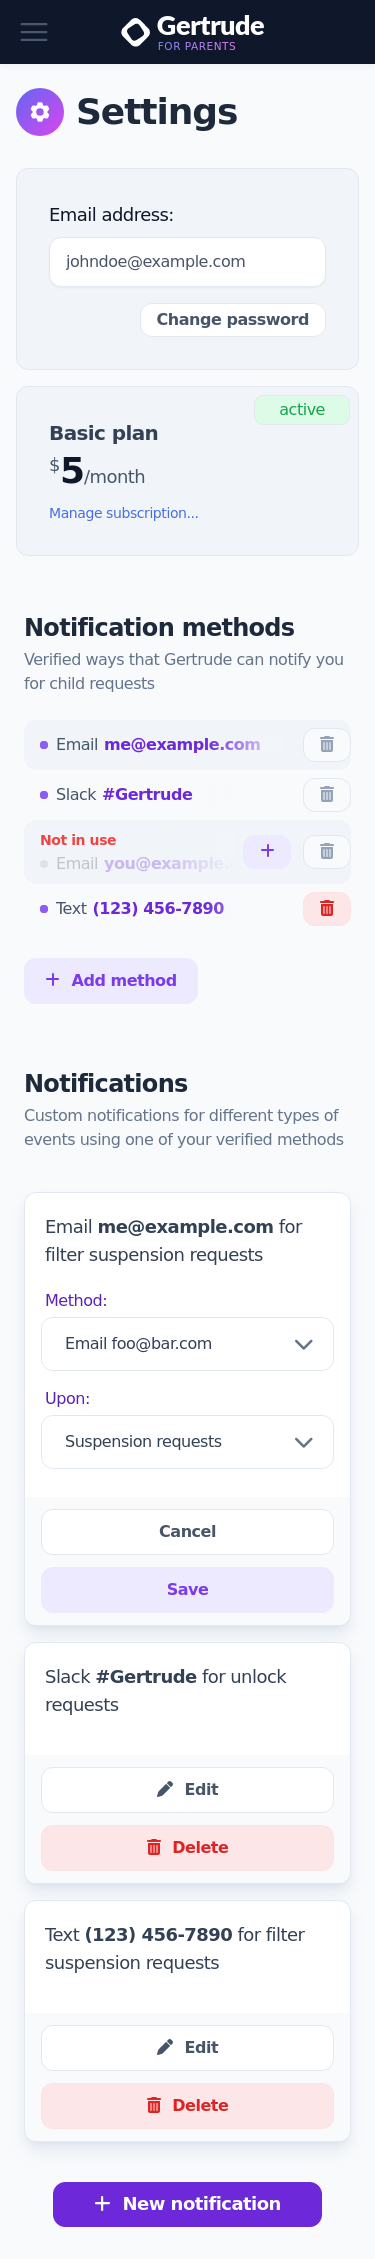 Gertrude
FOR PARENTS
Settings
Email address:
johndoe@example.com
Change password
active
Basic plan
$5/month
Manage subscription...
Notification methods
Verified ways that Gertrude can notify you
for child requests
Email me@example.com
Slack #Gertrude
Not in use
Email you@example.
Text (123) 456-7890
+ Add method
Notifications
Custom notifications for different types of
events using one of your verified methods
Email me@example.com for
filter suspension requests
Method:
Email foo@bar.com
Upon:
Suspension requests
Cancel
Save
Slack #Gertrude for unlock
requests
Edit
Delete
Text (123) 456-7890 for filter
suspension requests
Edit
Delete
+ New notification